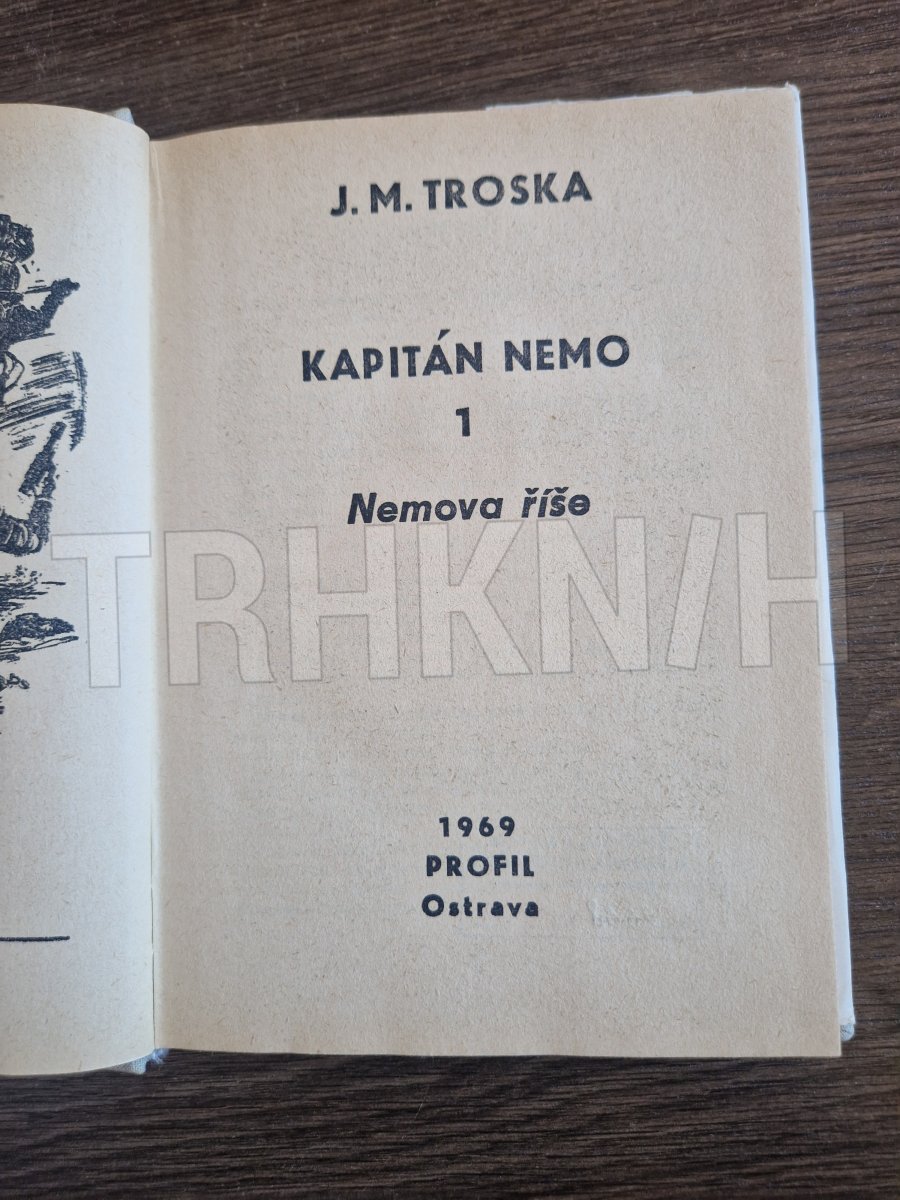 J. M. TROSKA
KAPITÁN NEMO
1
Nemova říše
TRHKNIH
1969
PROFIL
Ostrava